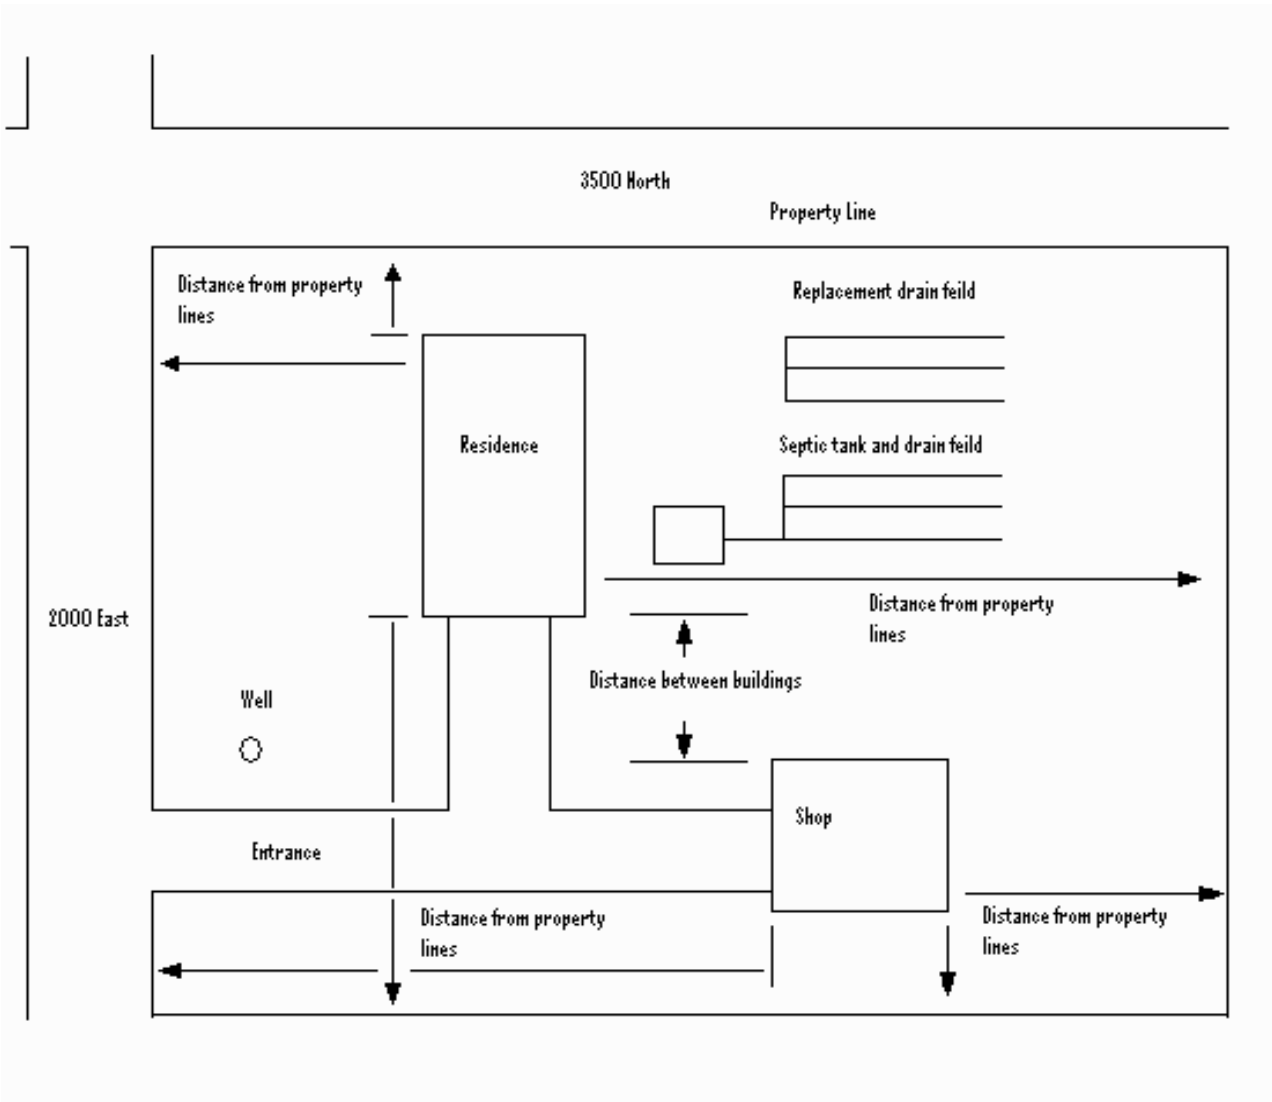 3500 North
Property Line
Distance from property
lines
Replacement drain feild
Residence
Septic tank and drain feild
Distance from property
lines
2000 East
Distance between buildings
Well
Shop
Entrance
Distance from property
lines
Distance from property
lines